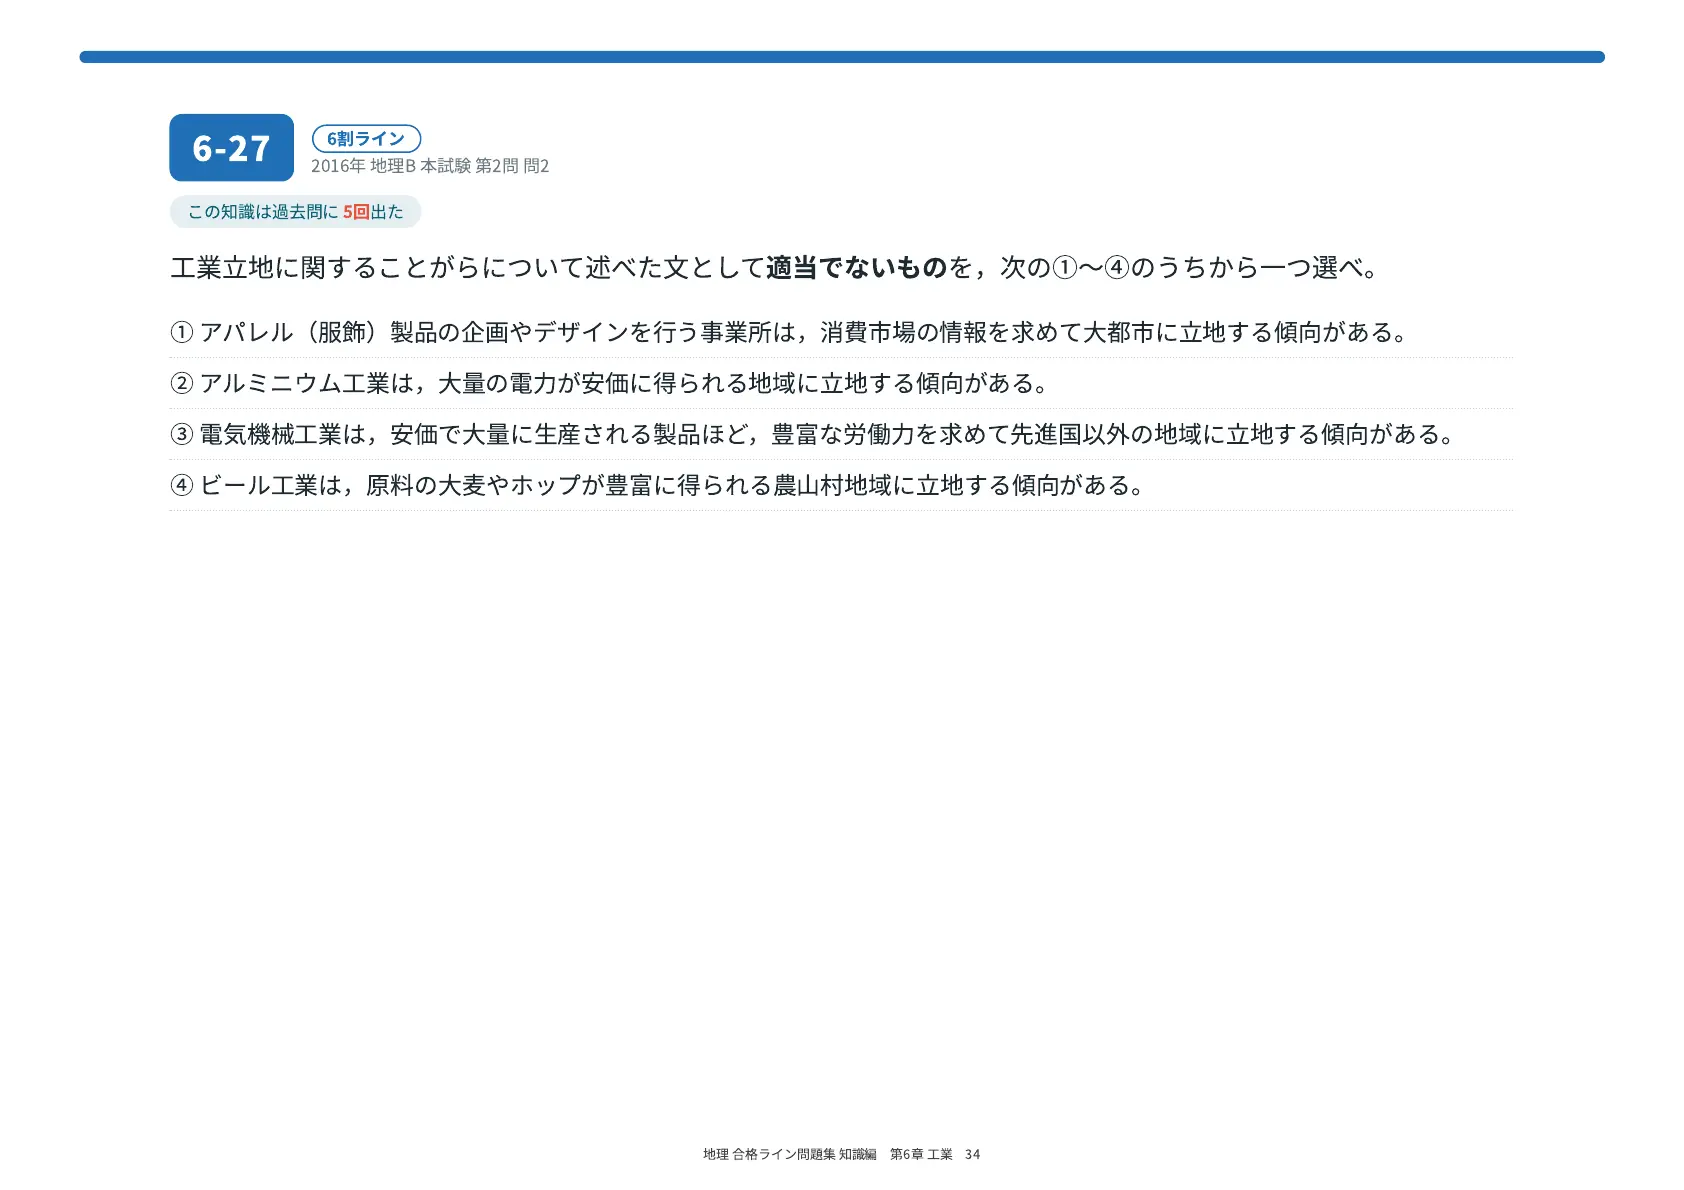 6-27
6割ライン
2016年 地理B 本試験 第2問 問2
この知識は過去問に 5回出た
工業立地に関することがらについて述べた文として適当でないものを，次の①〜④のうちから一つ選べ。
① アパレル（服飾）製品の企画やデザインを行う事業所は，消費市場の情報を求めて大都市に立地する傾向がある。
② アルミニウム工業は，大量の電力が安価に得られる地域に立地する傾向がある。
③ 電気機械工業は，安価で大量に生産される製品ほど，豊富な労働力を求めて先進国以外の地域に立地する傾向がある。
④ ビール工業は，原料の大麦やホップが豊富に得られる農山村地域に立地する傾向がある。
地理 合格ライン問題集 知識編　第6章 工業　34